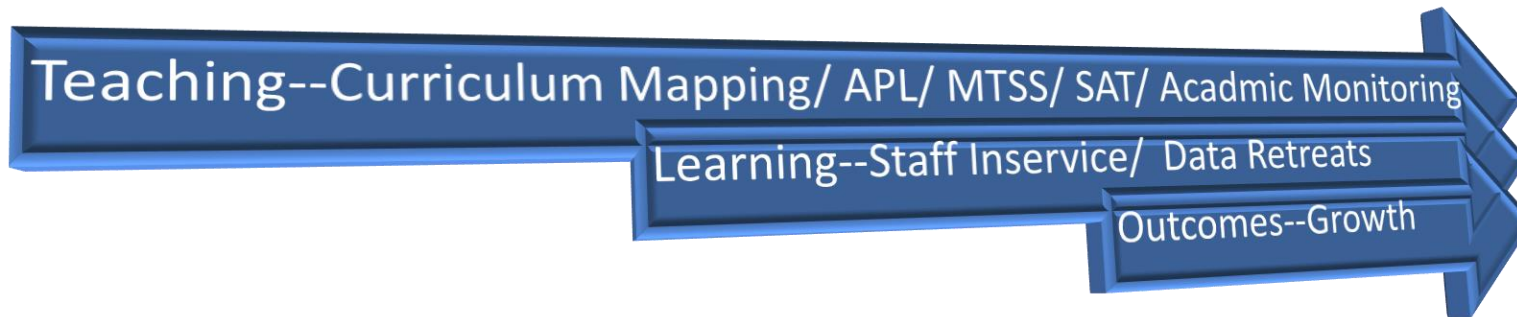 Teaching--Curriculum Mapping/ APL/ MTSS/ SAT/ Acadmic Monitoring
Learning--Staff Inservice/ Data Retreats
Outcomes--Growth